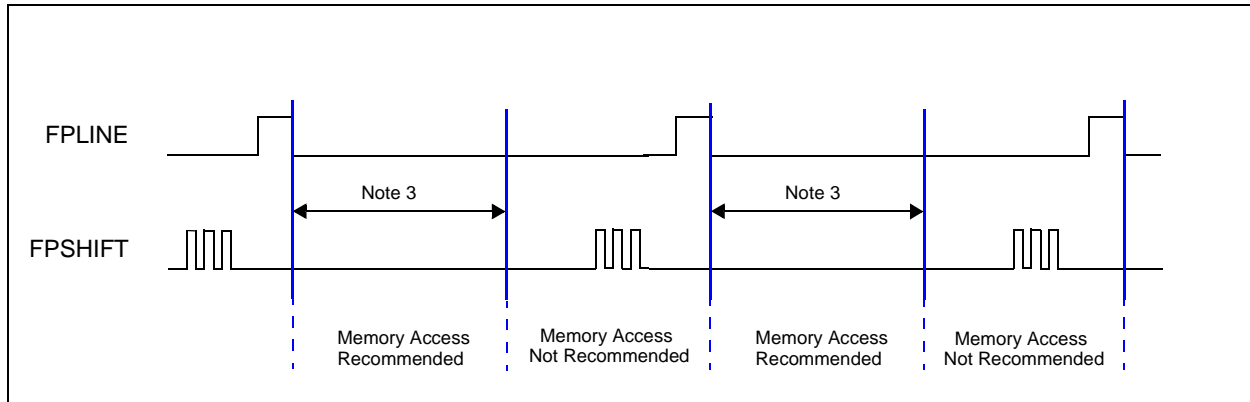 FPLINE
Note 3
Note 3
FPSHIFT
Memory Access
Recommended
Memory Access
Not Recommended
Memory Access
Recommended
Memory Access
Not Recommended